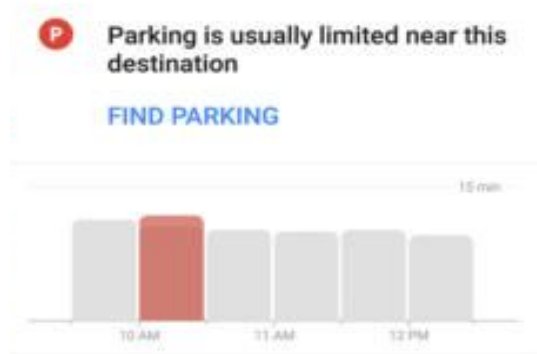 P
Parking is usually limited near this
destination
FIND PARKING
15 min
10 AM
11 AM
12 PM